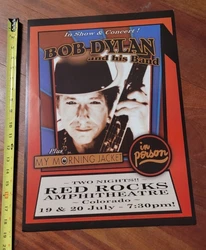 In Show & Concert!
BOB DYLAN
and his Band
Plus
MY MORNING JACKET
in
person
~ TWO NIGHTS!! ~
RED ROCKS
AMPHITHEATRE
~ Colorado ~
19 & 20 July - 7:30pm!